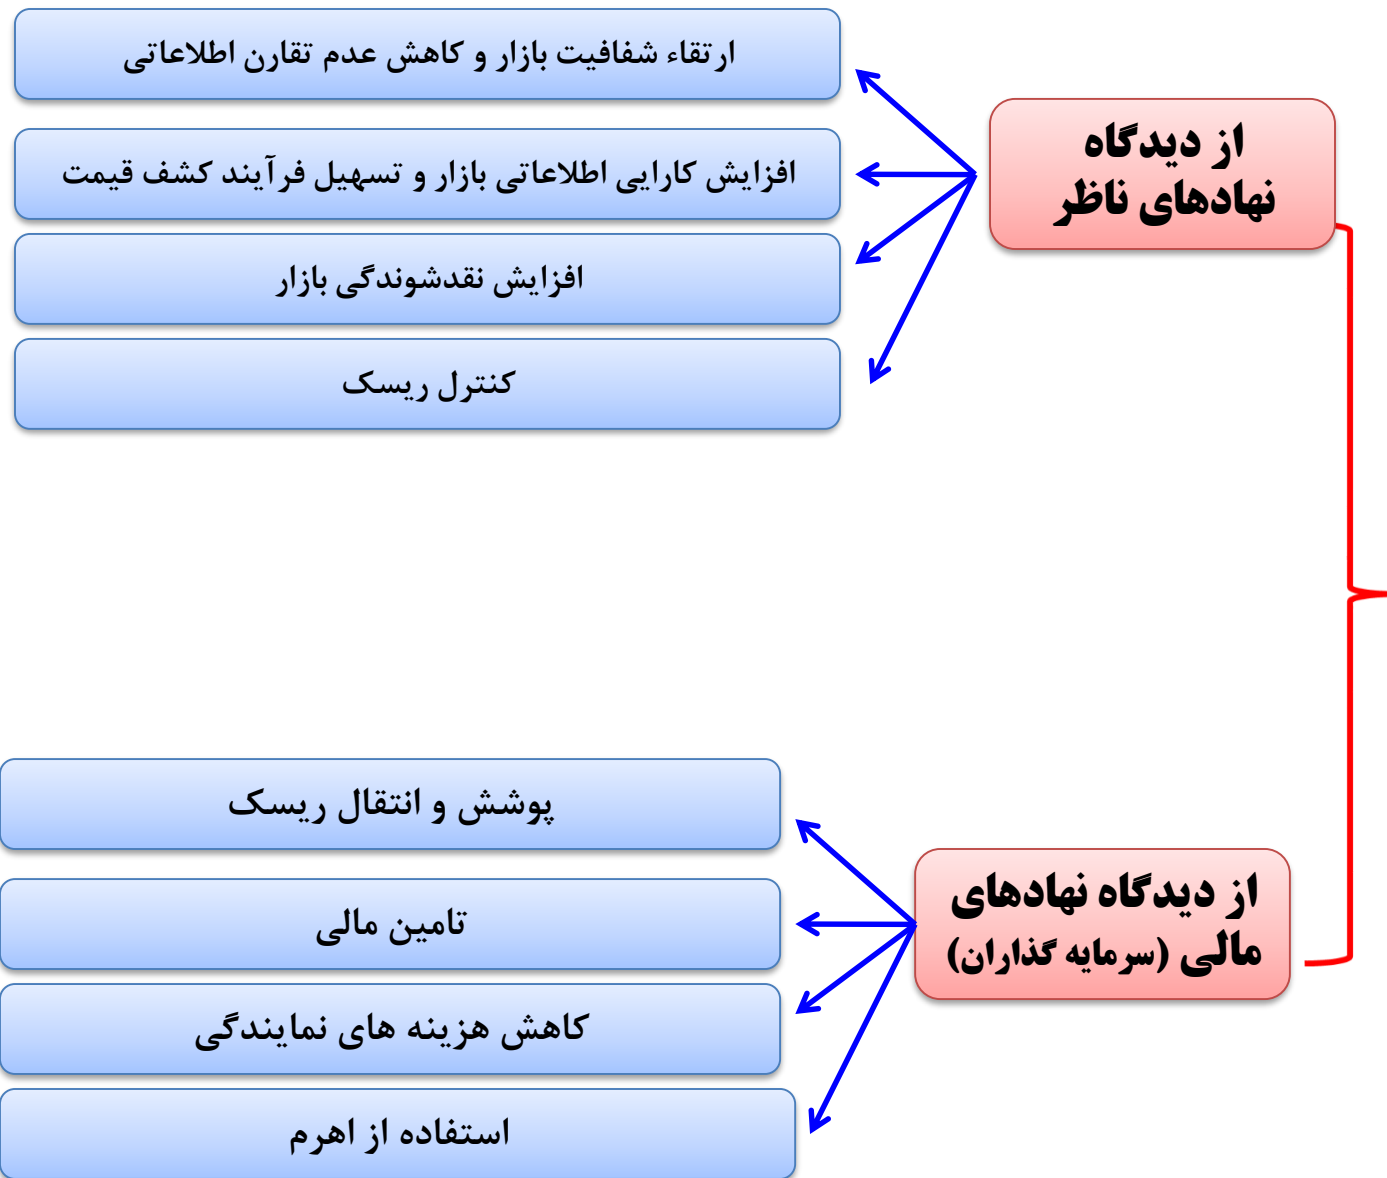 از دیدگاه
نهادهای ناظر
ارتقاء شفافیت بازار و کاهش عدم تقارن اطلاعاتی
افزایش کارایی اطلاعاتی بازار و تسهیل فرآیند کشف قیمت
افزایش نقدشوندگی بازار
کنترل ریسک
از دیدگاه نهادهای
مالی (سرمایه گذاران)
پوشش و انتقال ریسک
تامین مالی
کاهش هزینه های نمایندگی
استفاده از اهرم